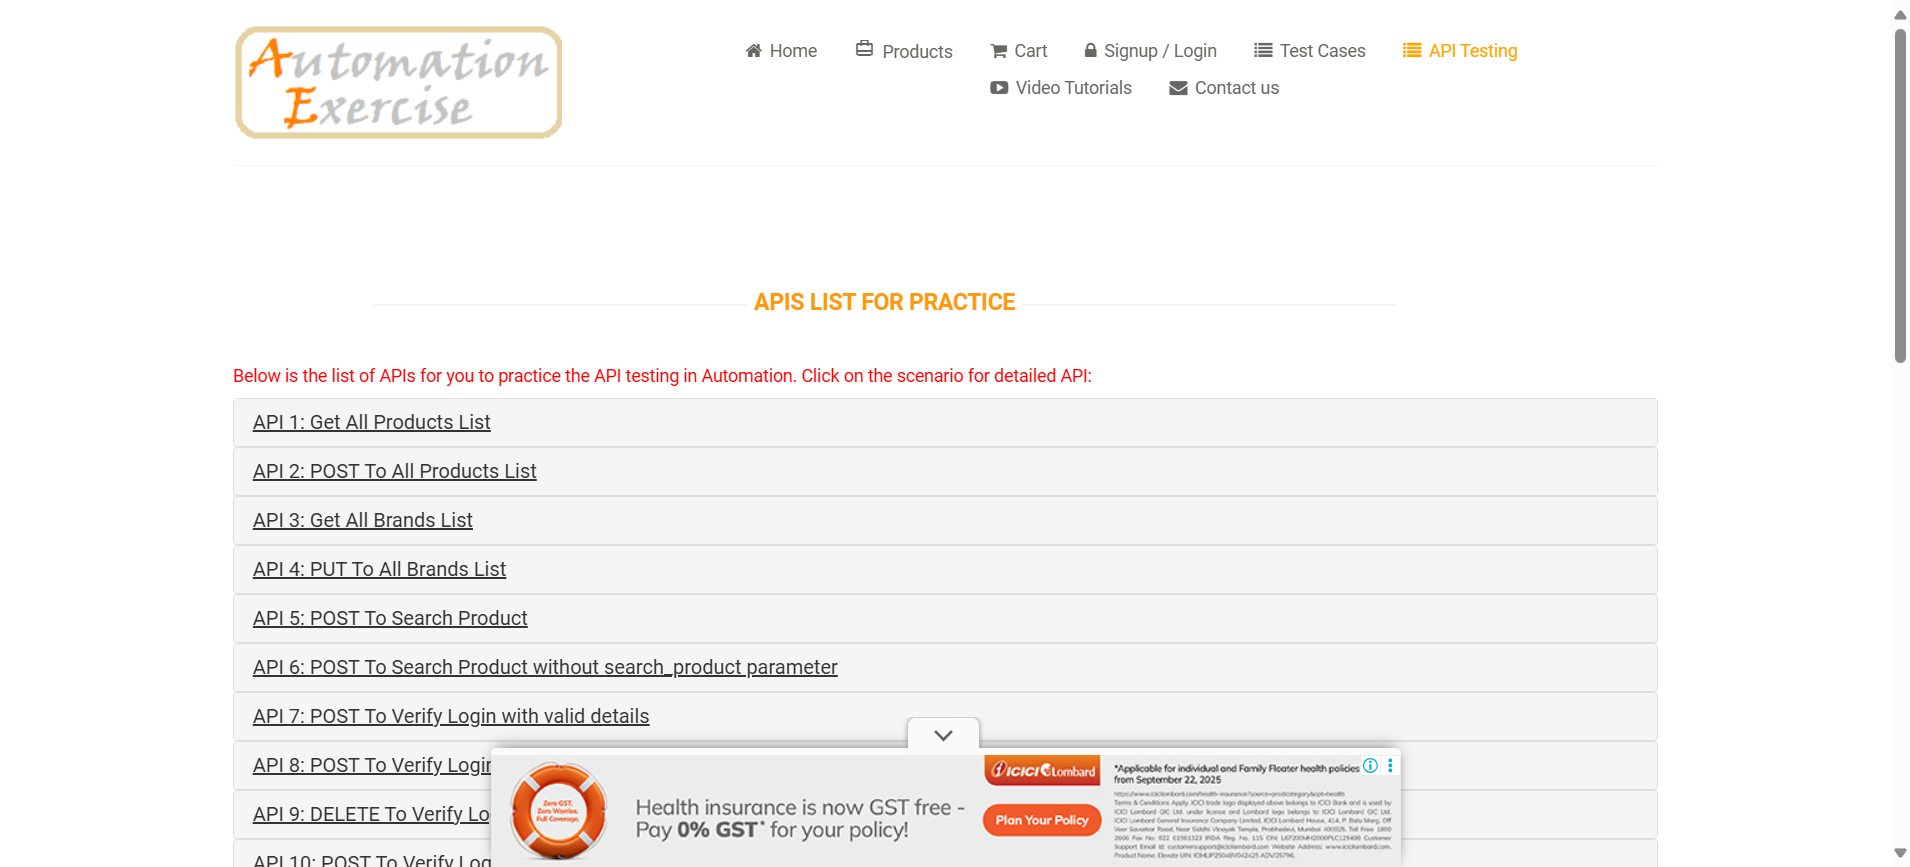 Automation
Exercise
Home
Products
Cart
Signup / Login
Test Cases
API Testing
Video Tutorials
Contact us
APIS LIST FOR PRACTICE
Below is the list of APIs for you to practice the API testing in Automation. Click on the scenario for detailed API:
API 1: Get All Products List
API 2: POST To All Products List
API 3: Get All Brands List
API 4: PUT To All Brands List
API 5: POST To Search Product
API 6: POST To Search Product without search_product parameter
API 7: POST To Verify Login with valid details
API 8: POST To Verify Login
API 9: DELETE To Verify Lo
API 10: POST To Verify Log
Zero GST.
Zero Worries.
Full Coverage.
Health insurance is now GST free -
Pay 0% GST* for your policy!
ICICI Lombard
Plan Your Policy
*Applicable for individual and Family Floater health policies
from September 22, 2025